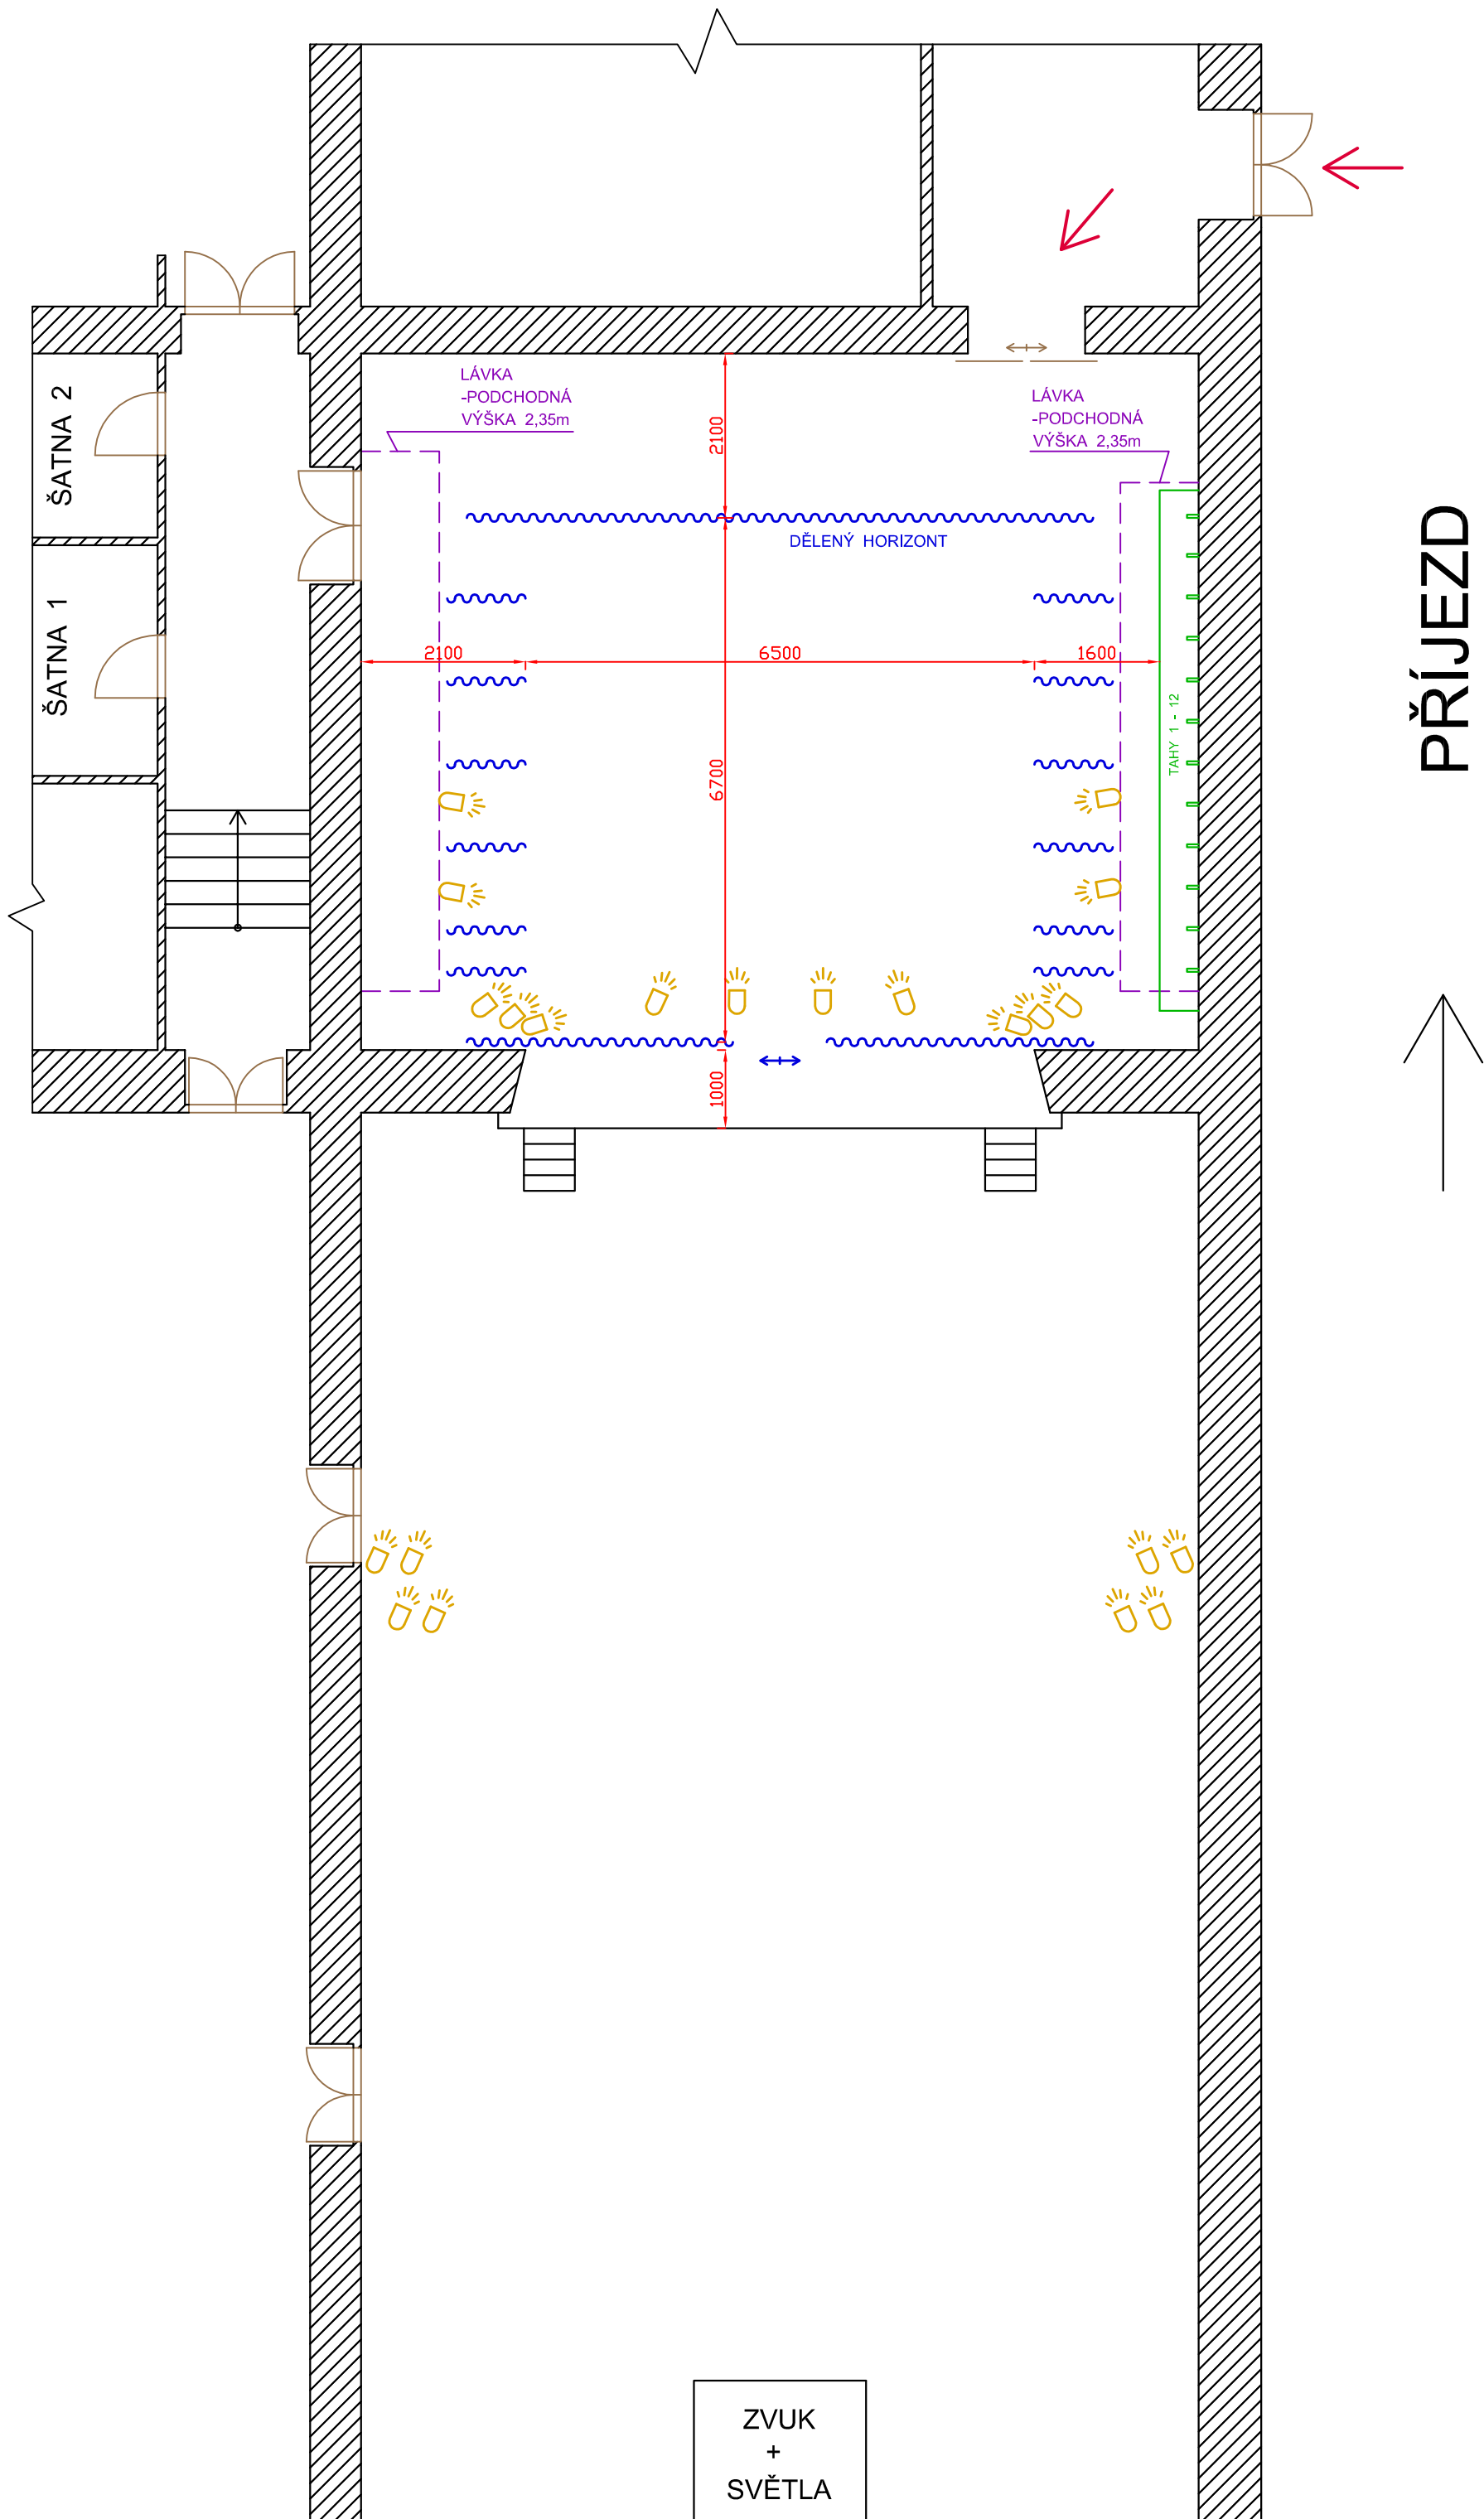 LÁVKA
-PODCHODNÁ
VÝŠKA 2,35m
LÁVKA
-PODCHODNÁ
VÝŠKA 2,35m
2100
ŠATNA 2
DĚLENÝ HORIZONT
PŘÍJEZD
ŠATNA 1
2100
6500
1600
TAHY 1 - 12
6700
1000
ZVUK
+
SVĚTLA